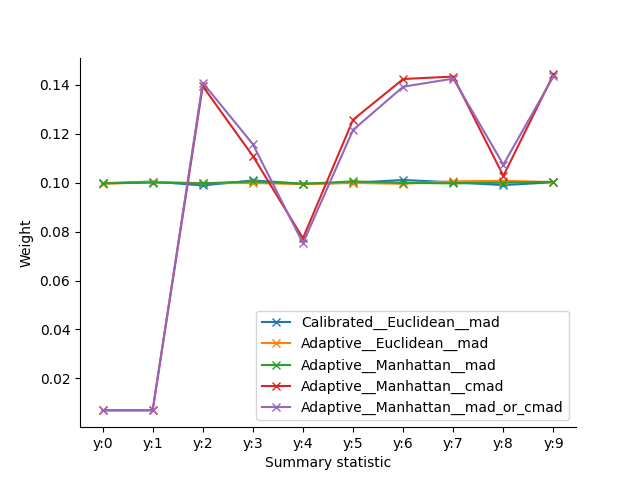 0.14
0.12
0.10
0.08
0.06
0.04
0.02
Weight
Calibrated__Euclidean__mad
Adaptive__Euclidean__mad
Adaptive__Manhattan__mad
Adaptive__Manhattan__cmad
Adaptive__Manhattan__mad_or_cmad
y:0 y:1 y:2 y:3 y:4 y:5 y:6 y:7 y:8 y:9
Summary statistic